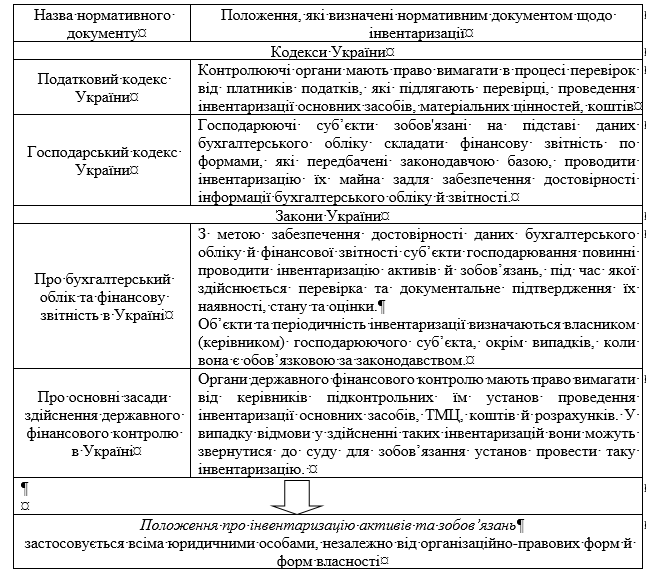 Назва нормативного документу¤
Положення, які визначені нормативним документом щодо інвентаризації¤
Кодекси України¤
Податковий кодекс України¤
Контролюючі органи мають право вимагати в процесі перевірок
від платників податків, які підлягають перевірці, проведення
інвентаризації основних засобів, матеріальних цінностей, коштів¤
Господарський кодекс України¤
Господарюючі суб’єкти зобов'язані на підставі даних
бухгалтерського обліку складати фінансову звітність по
формами, які передбачені законодавчою базою, проводити
інвентаризацію їх майна задля забезпечення достовірності
інформації бухгалтерського обліку й звітності.¤
Закони України¤
Про бухгалтерський
облік та фінансову
звітність в Україні¤
З метою забезпечення достовірності даних бухгалтерського
обліку й фінансової звітності суб’єкти господарювання повинні
проводити інвентаризацію активів й зобов’язань, під час якої
здійснюється перевірка та документальне підтвердження їх
наявності, стану та оцінки.¶
Об’єкти та періодичність інвентаризації визначаються власником
(керівником) господарюючого суб’єкта, окрім випадків, коли
вона є обов’язковою за законодавством.¤
Про основні засади
здійснення державного
фінансового контролю
в Україні¤
Органи державного фінансового контролю мають право вимагати
від керівників підконтрольних їм установ проведення
інвентаризації основних засобів, ТМЦ, коштів й розрахунків. У
випадку відмови у здійсненні таких інвентаризацій вони можуть
звернутися до суду для зобов’язання установ провести таку
інвентаризацію. ¤
¶
¤
Положення про інвентаризацію активів та зобов’язань¶
застосовується всіма юридичними особами, незалежно від організаційно-правових форм й
форм власності¤